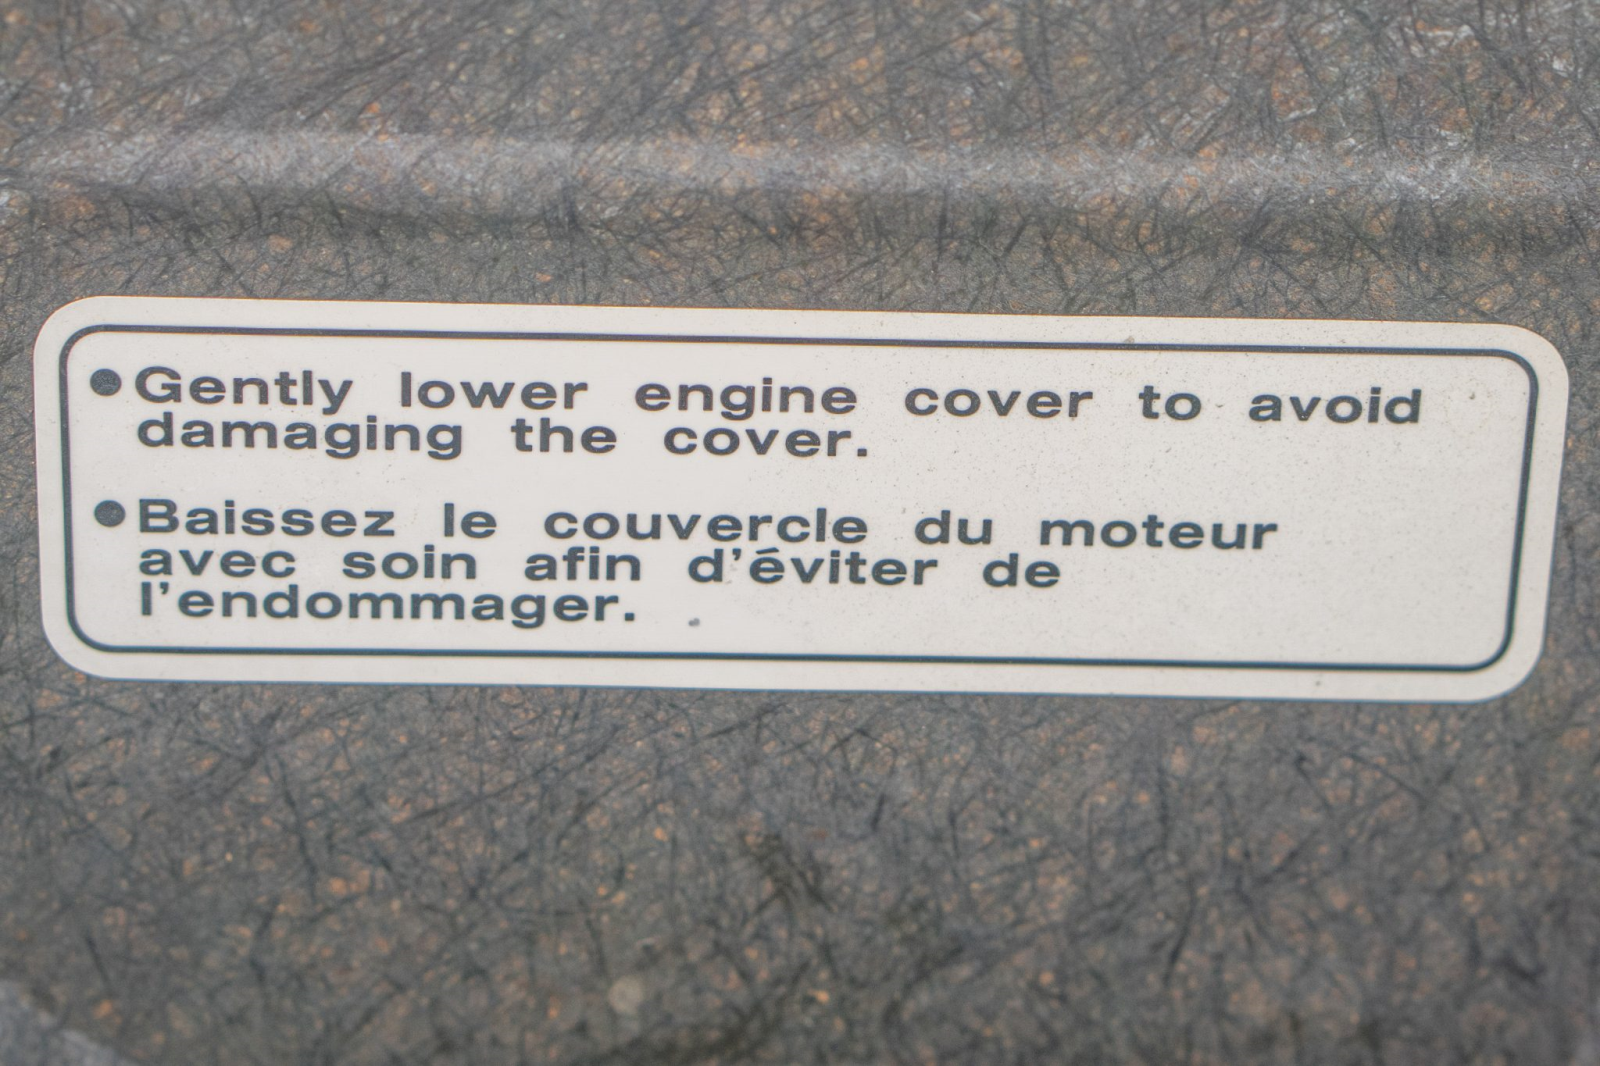 ●Gently lower engine cover to avoid
damaging the cover.
●Baissez le couvercle du moteur
avec soin afin d'éviter de
l'endommager.